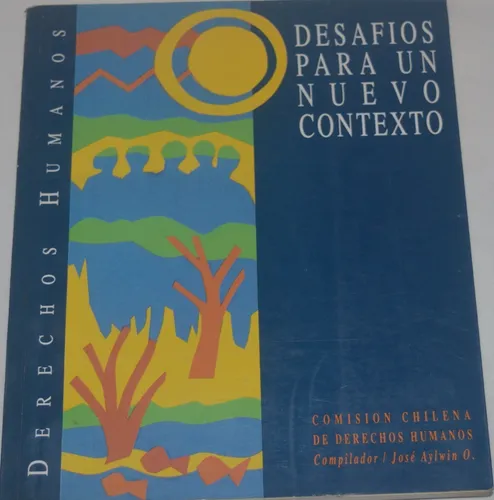 DERECHOS HUMANOS
DESAFIOS
PARA UN
NUEVO
CONTEXTO
COMISION CHILENA
DE DERECHOS HUMANOS
Compilador / José Aylwin O.